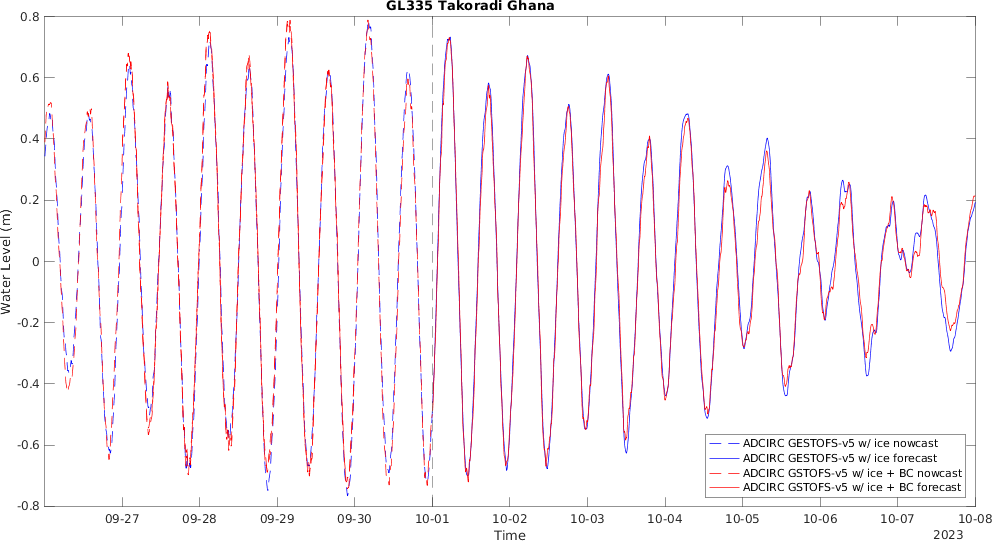 GL335 Takoradi Ghana
0.8
0.6
0.4
0.2
0
-0.2
-0.4
-0.6
-0.8
Water Level (m)
09-27 09-28 09-29 09-30 10-01 10-02 10-03 10-04 10-05 10-06 10-07 10-08
Time
2023
ADCIRC GESTOFS-v5 w/ ice nowcast
ADCIRC GESTOFS-v5 w/ ice forecast
ADCIRC GSTOFS-v5 w/ ice + BC nowcast
ADCIRC GSTOFS-v5 w/ ice + BC forecast